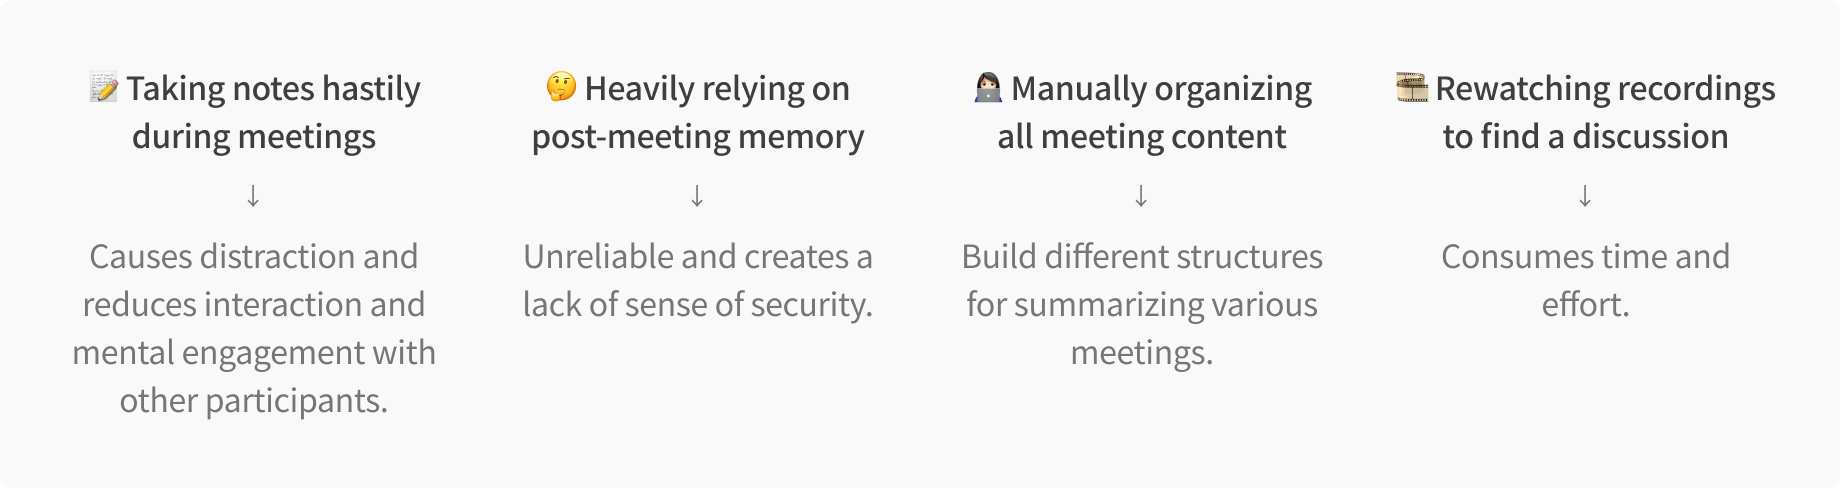 📝 Taking notes hastily
during meetings
↓
Causes distraction and
reduces interaction and
mental engagement with
other participants.
🤔 Heavily relying on
post-meeting memory
↓
Unreliable and creates a
lack of sense of security.
👩🏻‍💻 Manually organizing
all meeting content
↓
Build different structures
for summarizing various
meetings.
🎞️ Rewatching recordings
to find a discussion
↓
Consumes time and
effort.